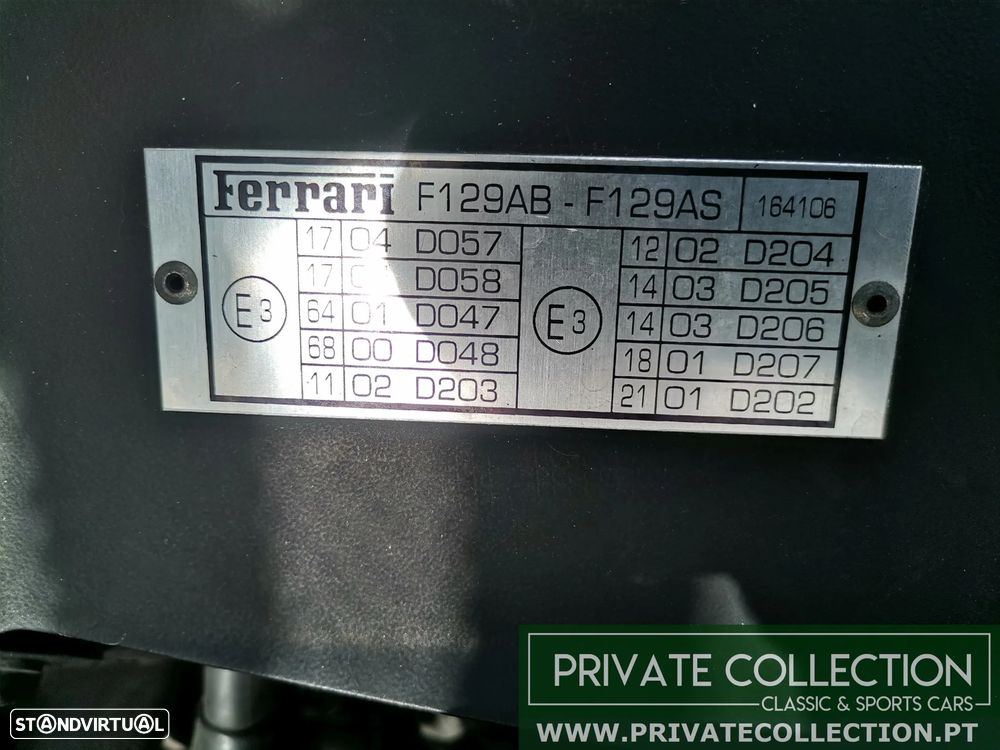 Ferrari F129AB - F129AS 164106
17 04 D057
17 D058
64 01 D047
68 00 D048
11 02 D203
E3
E3
12 02 D204
14 03 D205
14 03 D206
18 01 D207
21 01 D202
PRIVATE COLLECTION
CLASSIC & SPORTS CARS
WWW.PRIVATECOLLECTION.PT
STANDVIRTUAL